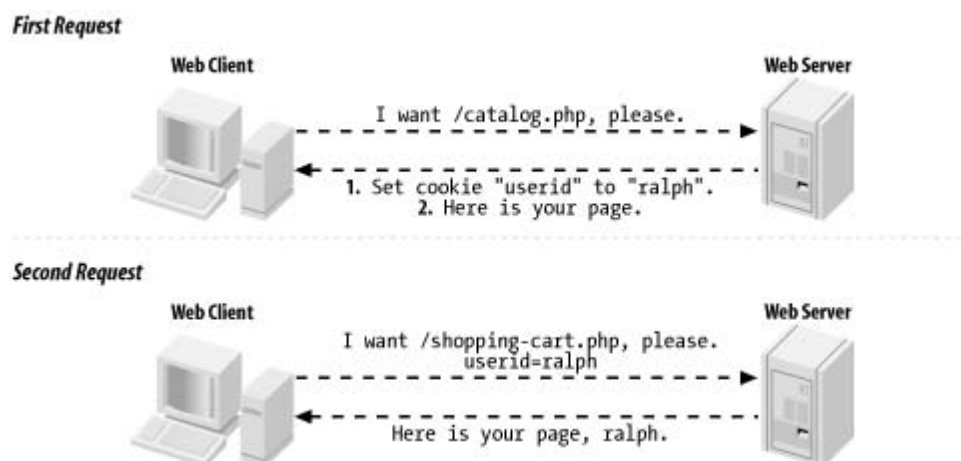 First Request
Web Client
Web Server
I want /catalog.php, please.
1. Set cookie "userid" to "ralph".
2. Here is your page.
Second Request
Web Client
Web Server
I want /shopping-cart.php, please.
userid=ralph
Here is your page, ralph.